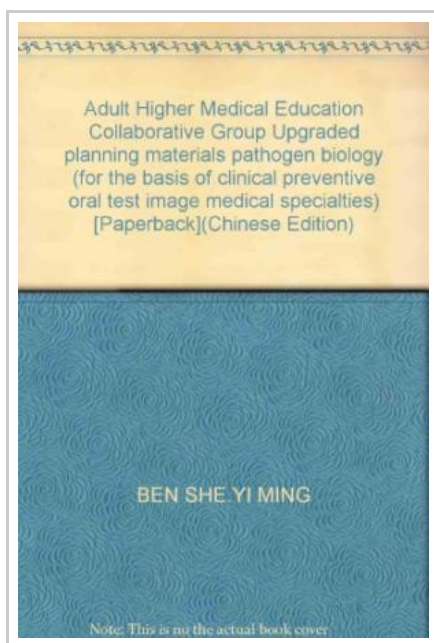 Adult Higher Medical Education
Collaborative Group Upgraded
planning materials pathogen biology
(for the basis of clinical preventive
oral test image medical specialties)
[Paperback](Chinese Edition)
BEN SHE.YI MING
Note: This is no the actual book cover